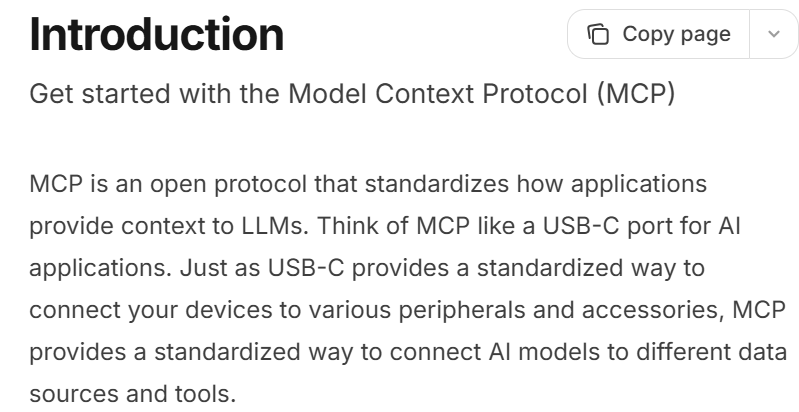 Introduction
Copy page
Get started with the Model Context Protocol (MCP)
MCP is an open protocol that standardizes how applications
provide context to LLMs. Think of MCP like a USB-C port for AI
applications. Just as USB-C provides a standardized way to
connect your devices to various peripherals and accessories, MCP
provides a standardized way to connect AI models to different data
sources and tools.